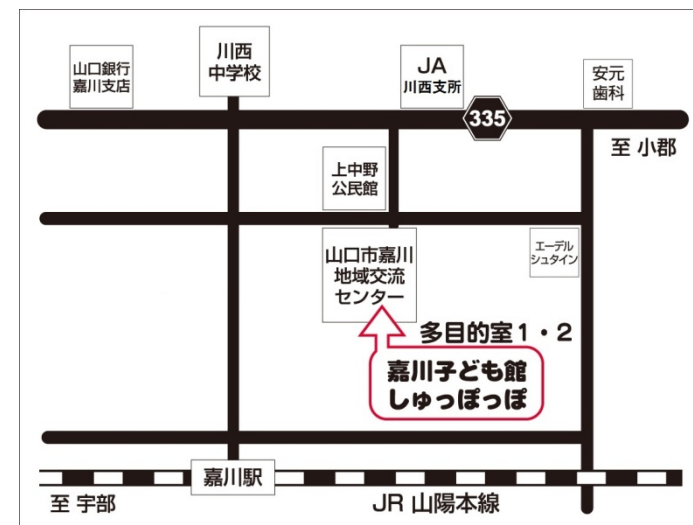 山口銀行
嘉川支店
川西
中学校
JA
川西支所
安元
歯科
335
至 小郡
上中野
公民館
山口市嘉川
地域交流
センター
エーデル
シュタイン
多目的室1・2
嘉川子ども館
しゅっぽっぽ
嘉川駅
至 宇部
JR 山陽本線